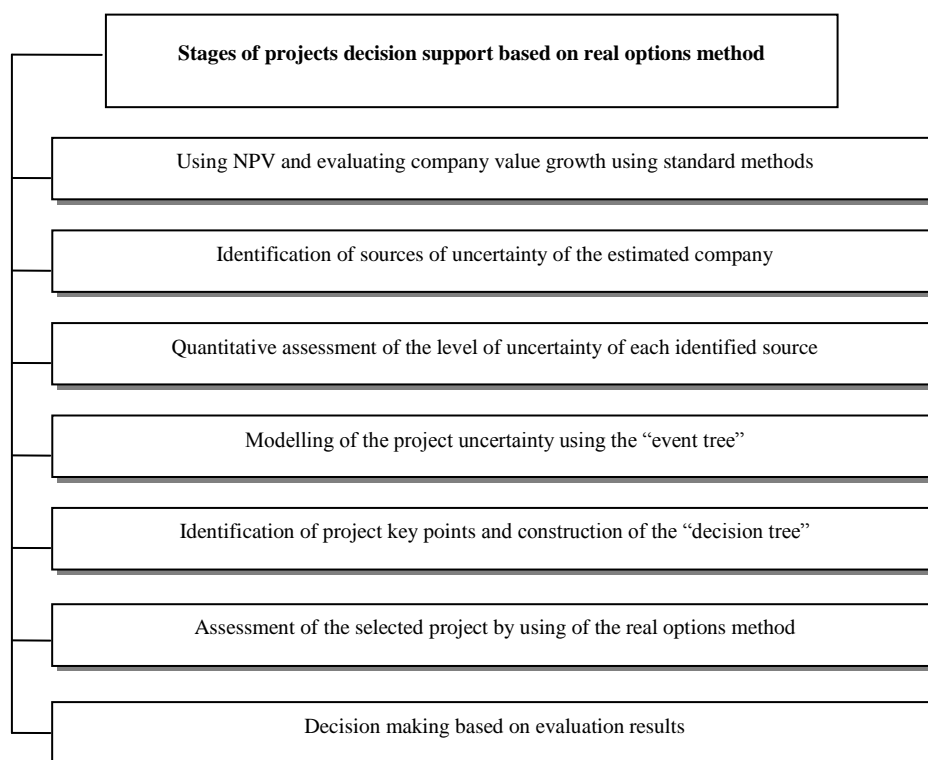 Stages of projects decision support based on real options method
Using NPV and evaluating company value growth using standard methods
Identification of sources of uncertainty of the estimated company
Quantitative assessment of the level of uncertainty of each identified source
Modelling of the project uncertainty using the “event tree”
Identification of project key points and construction of the “decision tree”
Assessment of the selected project by using of the real options method
Decision making based on evaluation results